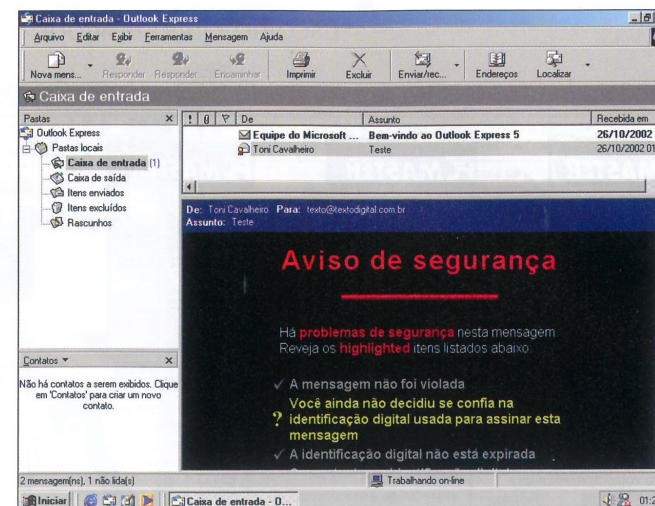 Caixa de entrada - Outlook Express
Arquivo Editar Exibir Ferramentas Mensagem Ajuda
Nova mens... Responder Responder... Encaminhar Imprimir Excluir Enviar/rec... Endereços Localizar
Caixa de entrada
Pastas
Outlook Express
Pastas locais
Caixa de entrada (1)
Caixa de saída
Itens enviados
Itens excluídos
Rascunhos
! De Assunto Recebida em
Equipe do Microsoft ... Bem-vindo ao Outlook Express 5 26/10/2002
Toni Cavalheiro Teste 26/10/2002 01
De: Toni Cavalheiro Para: texto@textodigital.com.br
Assunto: Teste
Aviso de segurança
Há problemas de segurança nesta mensagem.
Reveja os highlighted itens listados abaixo:
A mensagem não foi violada
Você ainda não decidiu se confia na
? identificação digital usada para assinar esta
mensagem
A identificação digital não está expirada
Contatos
Não há contatos a serem exibidos. Clique
em 'Contatos' para criar um novo
contato.
2 mensagem(ns), 1 não lida(s) Trabalhando on-line
Iniciar Caixa de entrada - O... 01:2